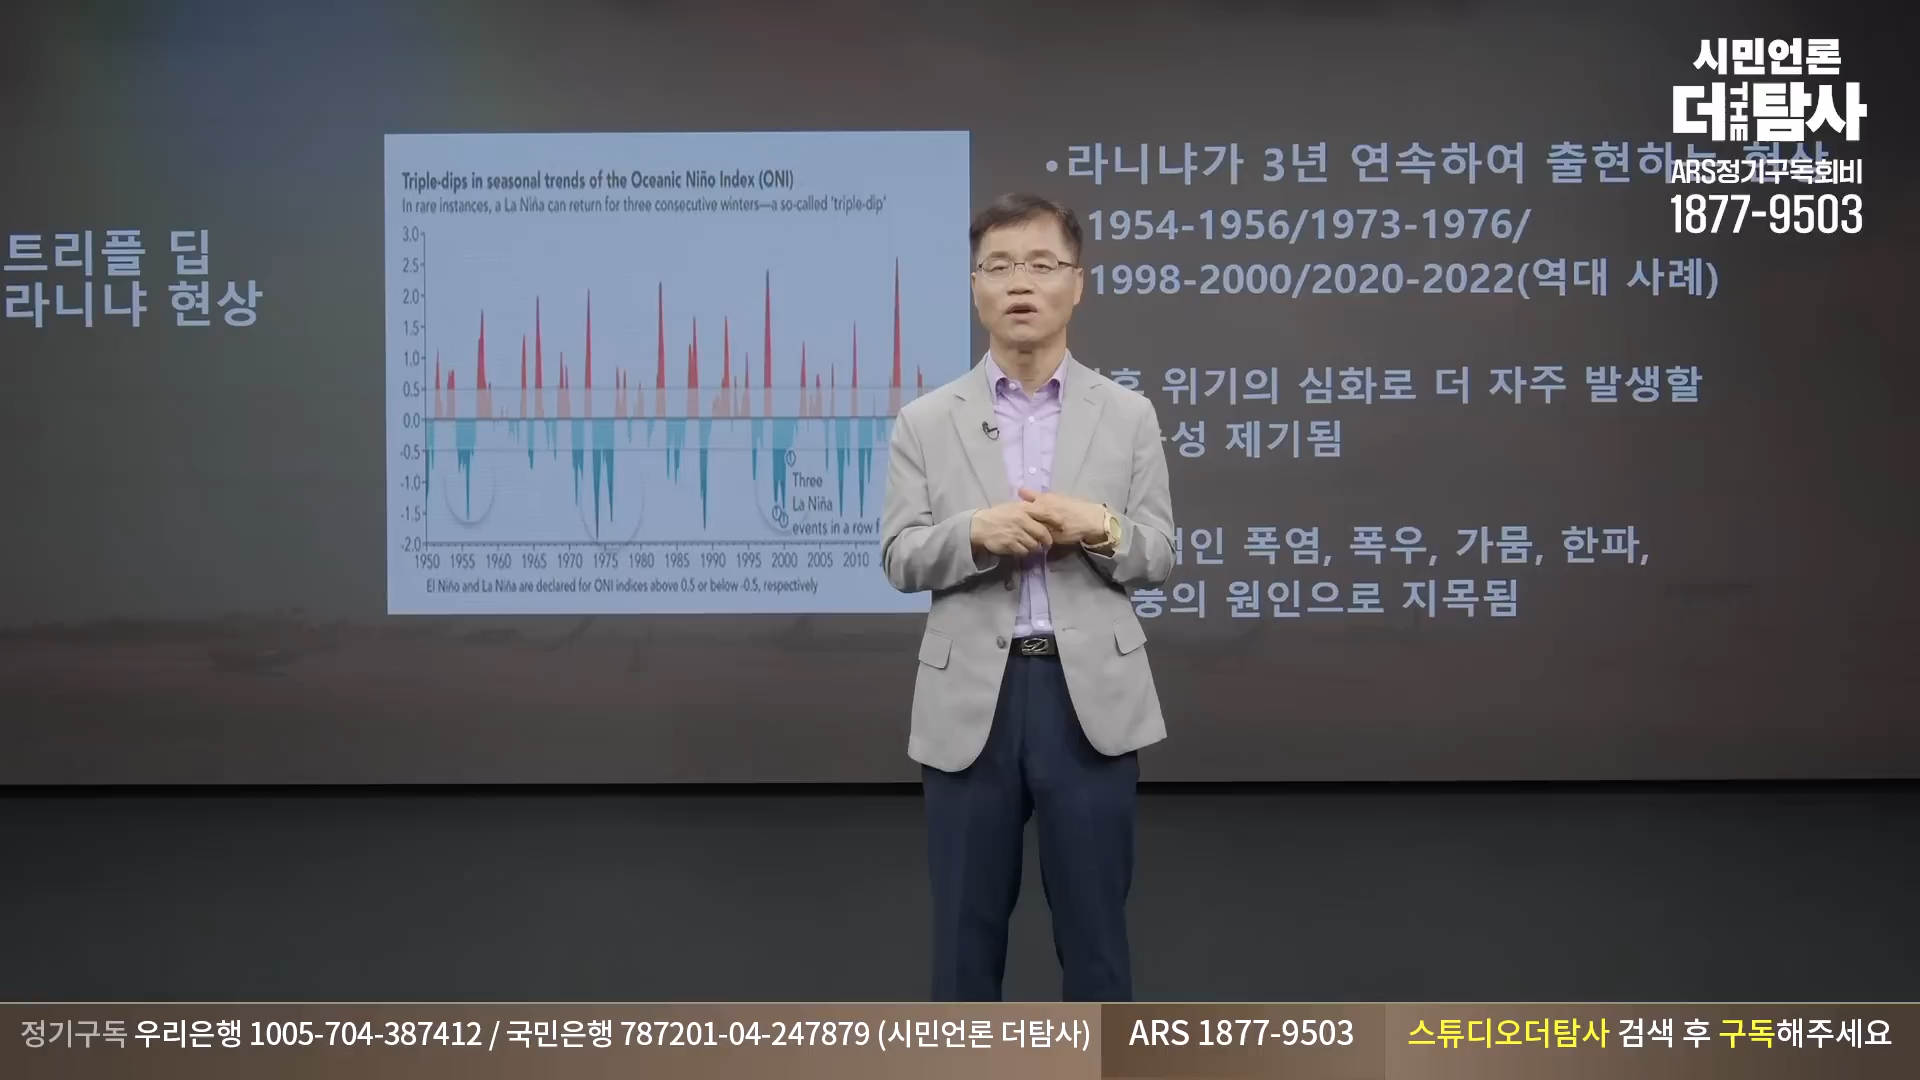 시민언론
더탐사
THE
ARS정기구독회비
1877-9503
트리플 딥
라니냐 현상
Triple-dips in seasonal trends of the Oceanic Niño Index (ONI)
In rare instances, a La Niña can return for three consecutive winters—a so-called 'triple-dip'
3.0
2.5
2.0
1.5
1.0
0.5
0.0
-0.5
-1.0
-1.5
-2.0
Three
La Niña
events in a row f
1950 1955 1960 1965 1970 1975 1980 1985 1990 1995 2000 2005 2010
El Niño and La Niña are declared for ONI indices above 0.5 or below -0.5, respectively
• 라니냐가 3년 연속하여 출현하는 현상
1954-1956/1973-1976/
1998-2000/2020-2022(역대 사례)
위기의 심화로 더 자주 발생할
제기됨
폭염, 폭우, 가뭄, 한파,
원인으로 지목됨
정기구독 우리은행 1005-704-387412 / 국민은행 787201-04-247879 (시민언론 더탐사)
ARS 1877-9503
스튜디오더탐사 검색 후 구독해주세요